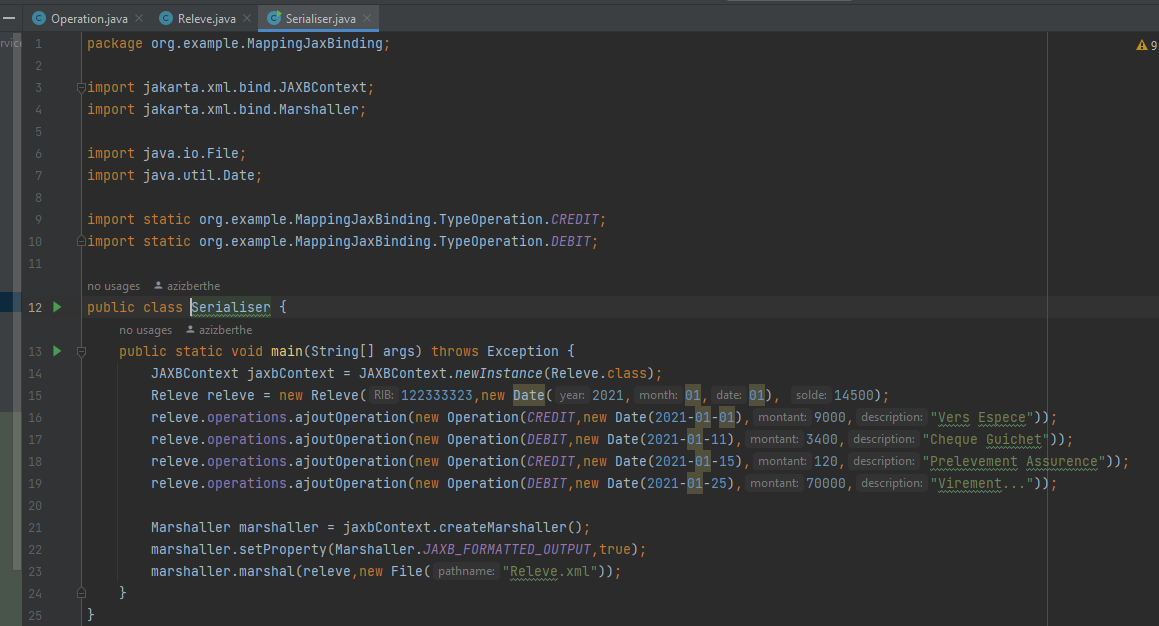 Operation.java Releve.java Serialiser.java
rvic
9
1 package org.example.MappingJaxBinding;
2
3 import jakarta.xml.bind.JAXBContext;
4 import jakarta.xml.bind.Marshaller;
5
6 import java.io.File;
7 import java.util.Date;
8
9 import static org.example.MappingJaxBinding.TypeOperation.CREDIT;
10 import static org.example.MappingJaxBinding.TypeOperation.DEBIT;
11
no usages azizberthe
12 public class Serialiser {
no usages azizberthe
13 public static void main(String[] args) throws Exception {
14 JAXBContext jaxbContext = JAXBContext.newInstance(Releve.class);
15 Releve releve = new Releve( RIB: 122333323,new Date( year: 2021, month: 01, date: 01), solde: 14500);
16 releve.operations.ajoutOperation(new Operation(CREDIT,new Date(2021-01-01), montant: 9000, description: "Vers Espece"));
17 releve.operations.ajoutOperation(new Operation(DEBIT,new Date(2021-01-11), montant: 3400, description: "Cheque Guichet"));
18 releve.operations.ajoutOperation(new Operation(CREDIT,new Date(2021-01-15), montant: 120, description: "Prelevement Assurence"));
19 releve.operations.ajoutOperation(new Operation(DEBIT,new Date(2021-01-25), montant: 70000, description: "Virement..."));
20
21 Marshaller marshaller = jaxbContext.createMarshaller();
22 marshaller.setProperty(Marshaller.JAXB_FORMATTED_OUTPUT,true);
23 marshaller.marshal(releve,new File( pathname: "Releve.xml"));
24 }
25 }